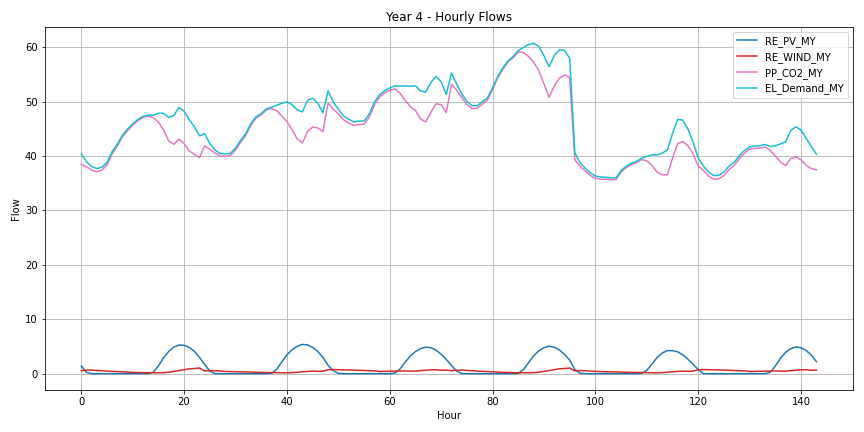 Year 4 - Hourly Flows
RE_PV_MY
RE_WIND_MY
PP_CO2_MY
EL_Demand_MY
60
50
40
30
20
10
0
Flow
0 20 40 60 80 100 120 140
Hour